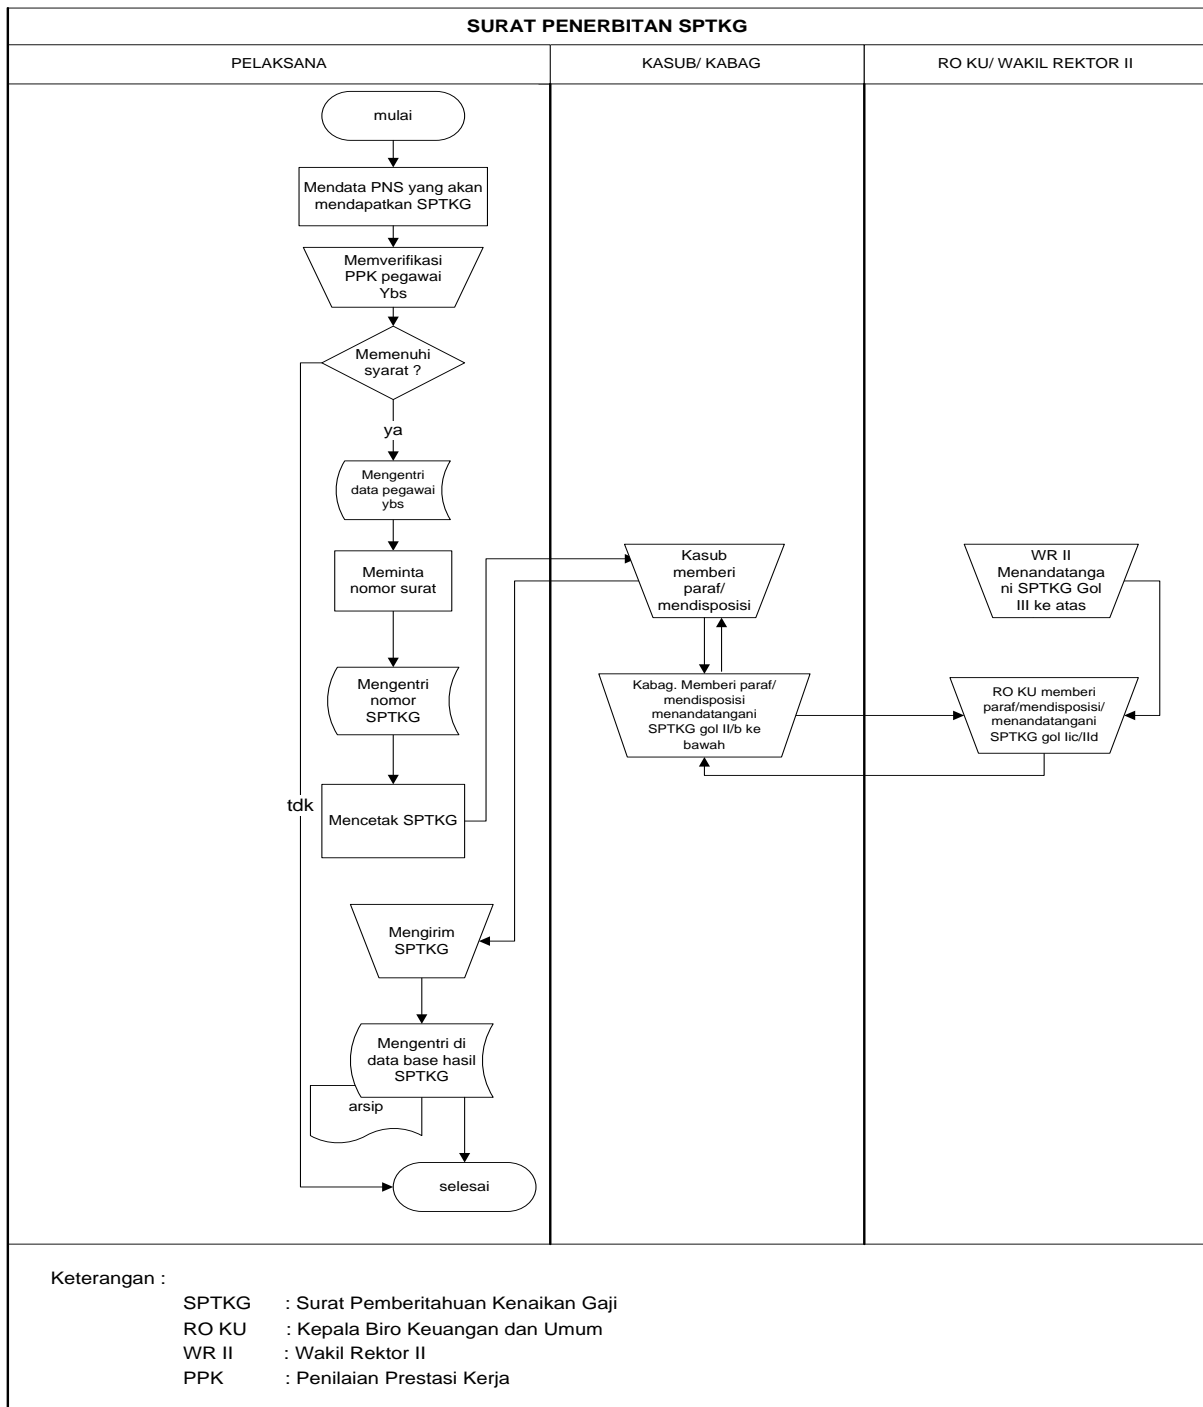 SURAT PENERBITAN SPTKG
PELAKSANA
KASUB/ KABAG
RO KU/ WAKIL REKTOR II
mulai
Mendata PNS yang akan
mendapatkan SPTKG
Memverifikasi
PPK pegawai
Ybs
Memenuhi
syarat ?
ya
Mengentri
data pegawai
ybs
Meminta
nomor surat
Mengentri
nomor
SPTKG
tdk
Mencetak SPTKG
Kasub
memberi
paraf/
mendisposisi
Kabag. Memberi paraf/
mendisposisi
menandatangani
SPTKG gol II/b ke
bawah
WR II
Menandatanga
ni SPTKG Gol
III ke atas
RO KU memberi
paraf/mendisposisi/
menandatangani
SPTKG gol Iic/IId
Mengirim
SPTKG
Mengentri di
data base hasil
SPTKG
arsip
selesai
Keterangan :
SPTKG : Surat Pemberitahuan Kenaikan Gaji
RO KU : Kepala Biro Keuangan dan Umum
WR II : Wakil Rektor II
PPK : Penilaian Prestasi Kerja